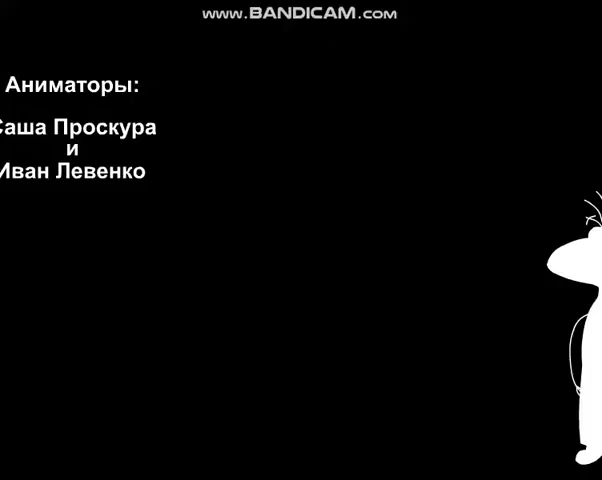 www.BANDICAM.com
Аниматоры:
Саша Проскура
и
Иван Левенко